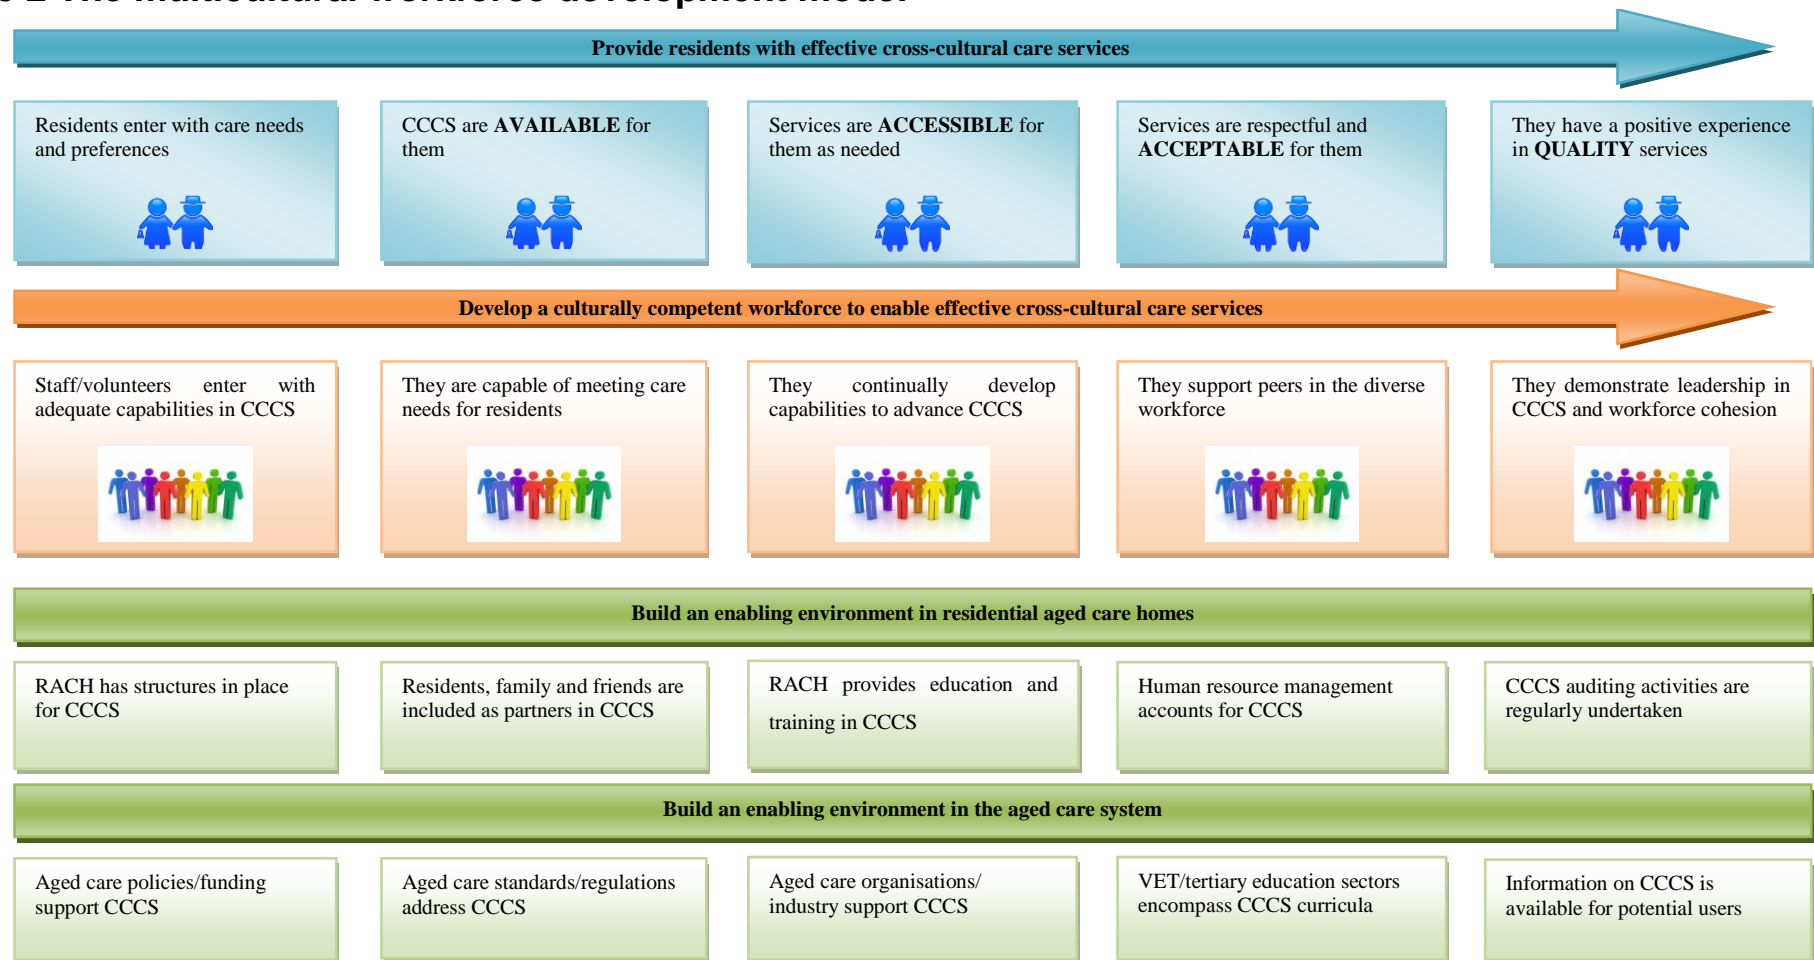 2 The multicultural workforce development model
Provide residents with effective cross-cultural care services
Residents enter with care needs
and preferences
CCCS are AVAILABLE for
them
Services are ACCESSIBLE for
them as needed
Services are respectful and
ACCEPTABLE for them
They have a positive experience
in QUALITY services
Develop a culturally competent workforce to enable effective cross-cultural care services
Staff/volunteers enter with
adequate capabilities in CCCS
They are capable of meeting care
needs for residents
They continually develop
capabilities to advance CCCS
They support peers in the diverse
workforce
They demonstrate leadership in
CCCS and workforce cohesion
Build an enabling environment in residential aged care homes
RACH has structures in place
for CCCS
Residents, family and friends are
included as partners in CCCS
RACH provides education and
training in CCCS
Human resource management
accounts for CCCS
CCCS auditing activities are
regularly undertaken
Build an enabling environment in the aged care system
Aged care policies/funding
support CCCS
Aged care standards/regulations
address CCCS
Aged care organisations/
industry support CCCS
VET/tertiary education sectors
encompass CCCS curricula
Information on CCCS is
available for potential users